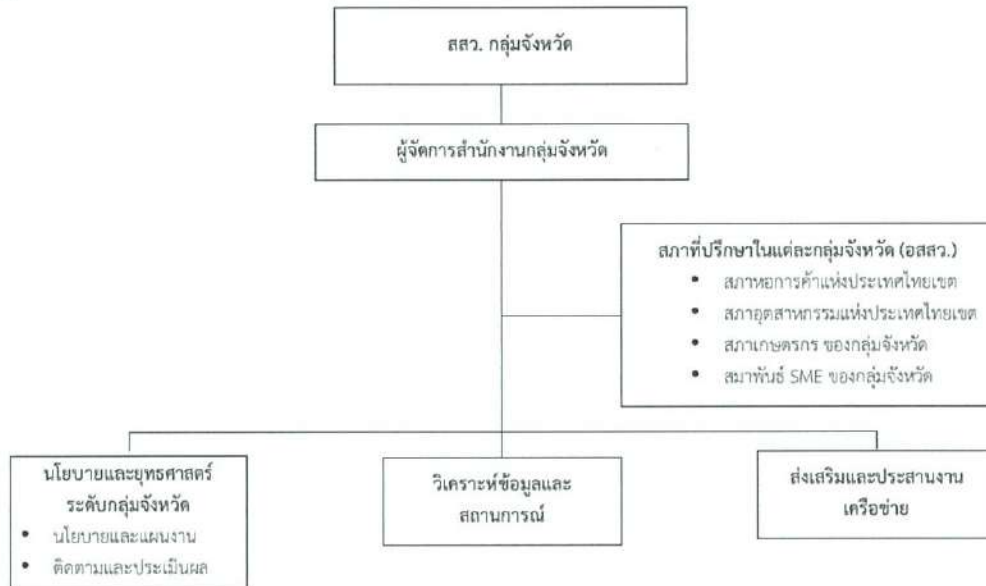 สสว. กลุ่มจังหวัด
ผู้จัดการสำนักงานกลุ่มจังหวัด
สภาที่ปรึกษาในแต่ละกลุ่มจังหวัด (อสสว.)
• สภาหอการค้าแห่งประเทศไทยเขต
• สภาอุตสาหกรรมแห่งประเทศไทยเขต
• สภาเกษตรกร ของกลุ่มจังหวัด
• สมาพันธ์ SME ของกลุ่มจังหวัด
นโยบายและยุทธศาสตร์
ระดับกลุ่มจังหวัด
• นโยบายและแผนงาน
• ติดตามและประเมินผล
วิเคราะห์ข้อมูลและ
สถานการณ์
ส่งเสริมและประสานงาน
เครือข่าย